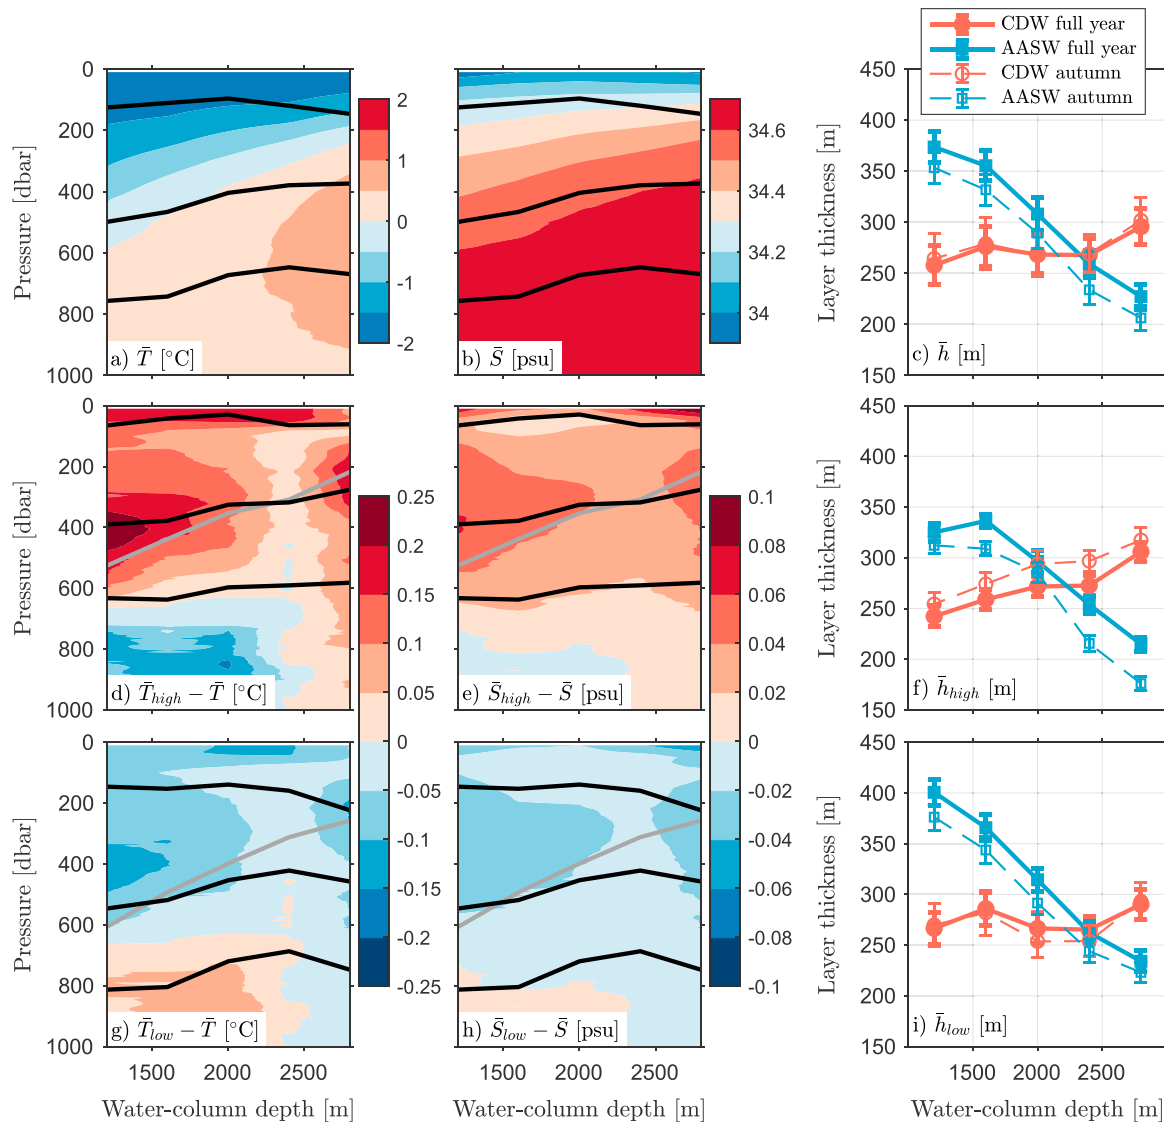 CDW full year
AASW full year
CDW autumn
AASW autumn
0
200
400
600
800
1000
Pressure [dbar]
a) T̄ [°C]
2
1
0
-1
-2
b) S̄ [psu]
34.6
34.4
34.2
34
450
400
350
300
250
200
150
Layer thickness [m]
c) h̄ [m]
0
200
400
600
800
1000
Pressure [dbar]
d) T̄high − T̄ [°C]
e) S̄high − S̄ [psu]
450
400
350
300
250
200
150
Layer thickness [m]
f) h̄high [m]
0.25
0.2
0.15
0.1
0.05
0
-0.05
-0.1
-0.15
-0.2
-0.25
0.1
0.08
0.06
0.04
0.02
0
-0.02
-0.04
-0.06
-0.08
-0.1
0
200
400
600
800
1000
Pressure [dbar]
g) T̄low − T̄ [°C]
h) S̄low − S̄ [psu]
450
400
350
300
250
200
150
Layer thickness [m]
i) h̄low [m]
1500 2000 2500
1500 2000 2500
1500 2000 2500
Water-column depth [m]
Water-column depth [m]
Water-column depth [m]